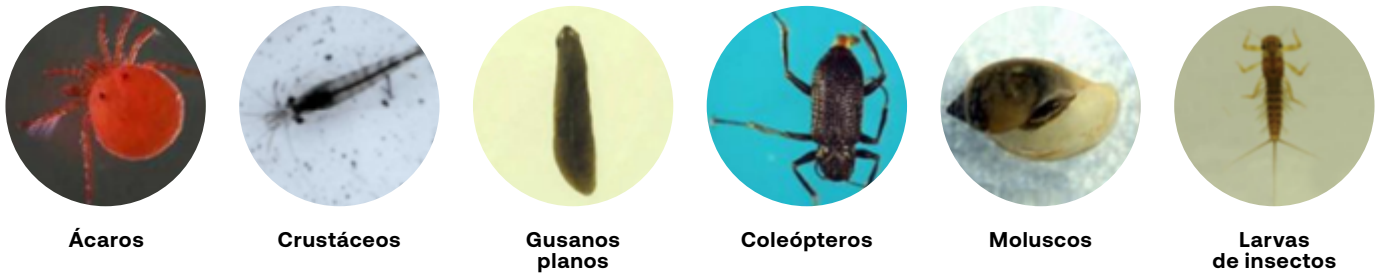 Ácaros
Crustáceos
Gusanos
planos
Coleópteros
Moluscos
Larvas
de insectos